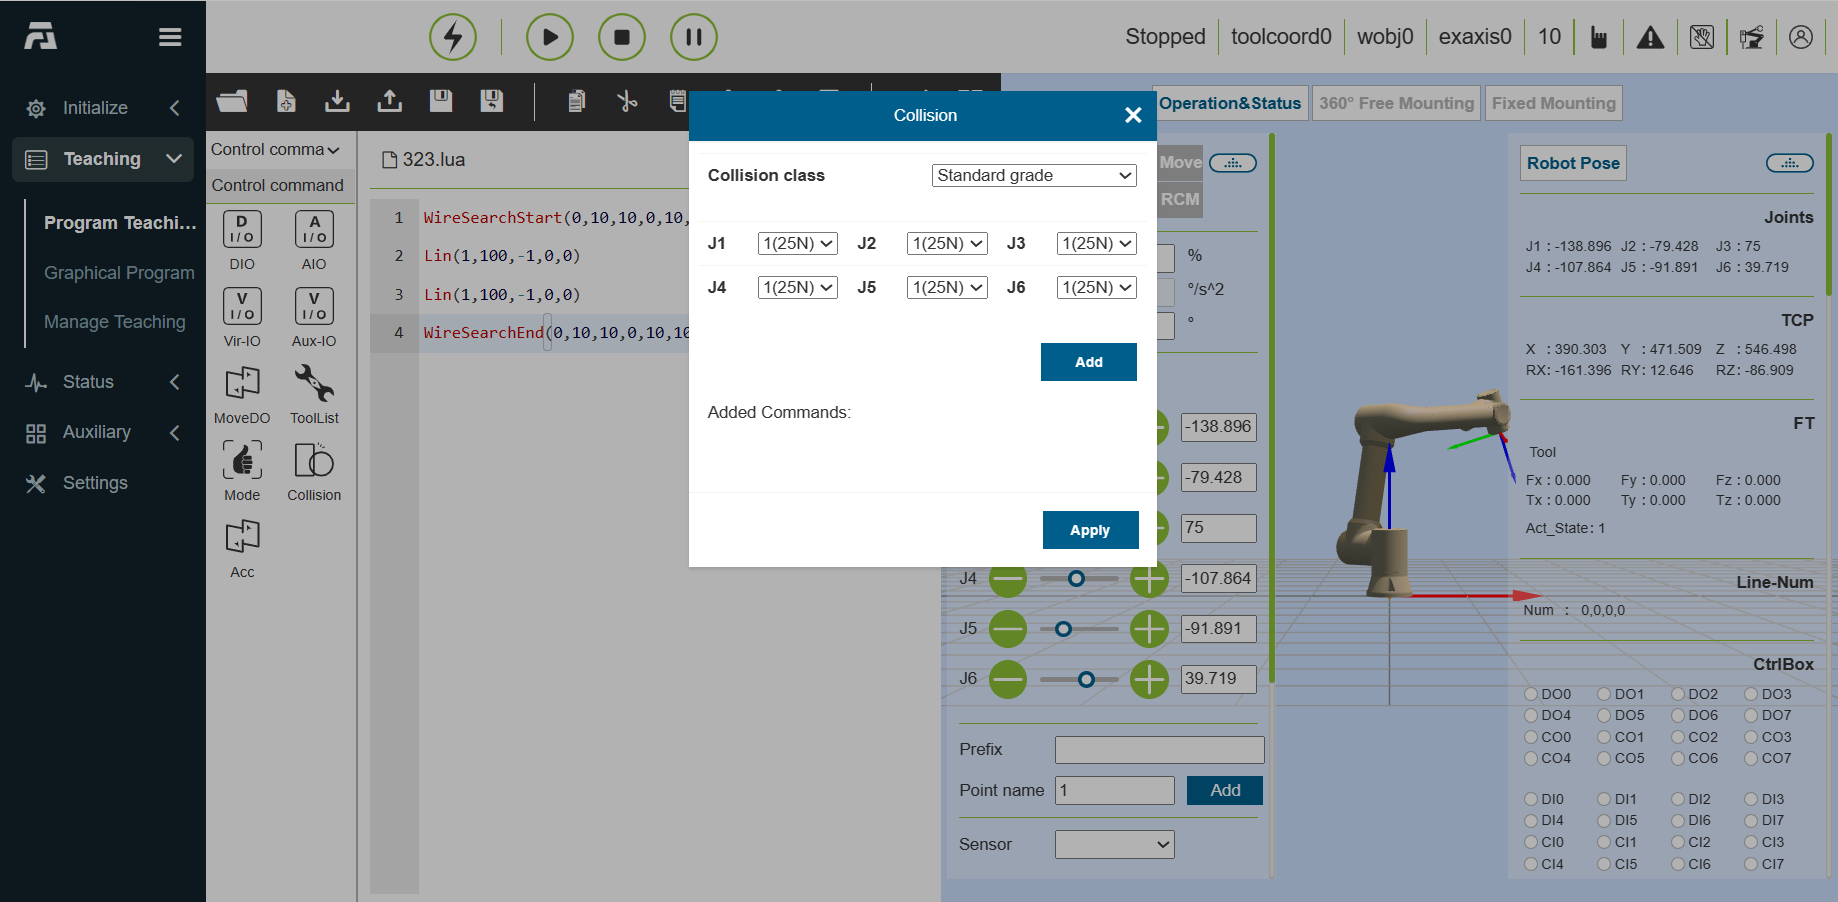 Stopped toolcoord0 wobj0 exaxis0 10
Initialize
Teaching
Program Teachi...
Graphical Program
Manage Teaching
Status
Auxiliary
Settings
Control comma
Control command
D
I/O
DIO
A
I/O
AIO
V
I/O
Vir-IO
V
I/O
Aux-IO
MoveDO
ToolList
Mode
Collision
Acc
323.lua
1 WireSearchStart(0,10,10,0,10,
2 Lin(1,100,-1,0,0)
3 Lin(1,100,-1,0,0)
4 WireSearchEnd(0,10,10,0,10,10
Collision
Collision class Standard grade
J1 1(25N) J2 1(25N) J3 1(25N)
J4 1(25N) J5 1(25N) J6 1(25N)
Add
Added Commands:
Apply
Operation&Status 360° Free Mounting Fixed Mounting
Move
RCM
%
°/s^2
°
-138.896
-79.428
75
J4 -107.864
J5 -91.891
J6 39.719
Prefix
Point name 1 Add
Sensor
Robot Pose
Joints
J1 :-138.896 J2 :-79.428 J3 :75
J4 :-107.864 J5 :-91.891 J6 :39.719
TCP
X :390.303 Y :471.509 Z :546.498
RX:-161.396 RY:12.646 RZ:-86.909
FT
Tool
Fx : 0.000 Fy : 0.000 Fz : 0.000
Tx : 0.000 Ty : 0.000 Tz : 0.000
Act_State: 1
Line-Num
Num : 0,0,0,0
CtrlBox
DO0 DO1 DO2 DO3
DO4 DO5 DO6 DO7
CO0 CO1 CO2 CO3
CO4 CO5 CO6 CO7
DI0 DI1 DI2 DI3
DI4 DI5 DI6 DI7
CI0 CI1 CI2 CI3
CI4 CI5 CI6 CI7